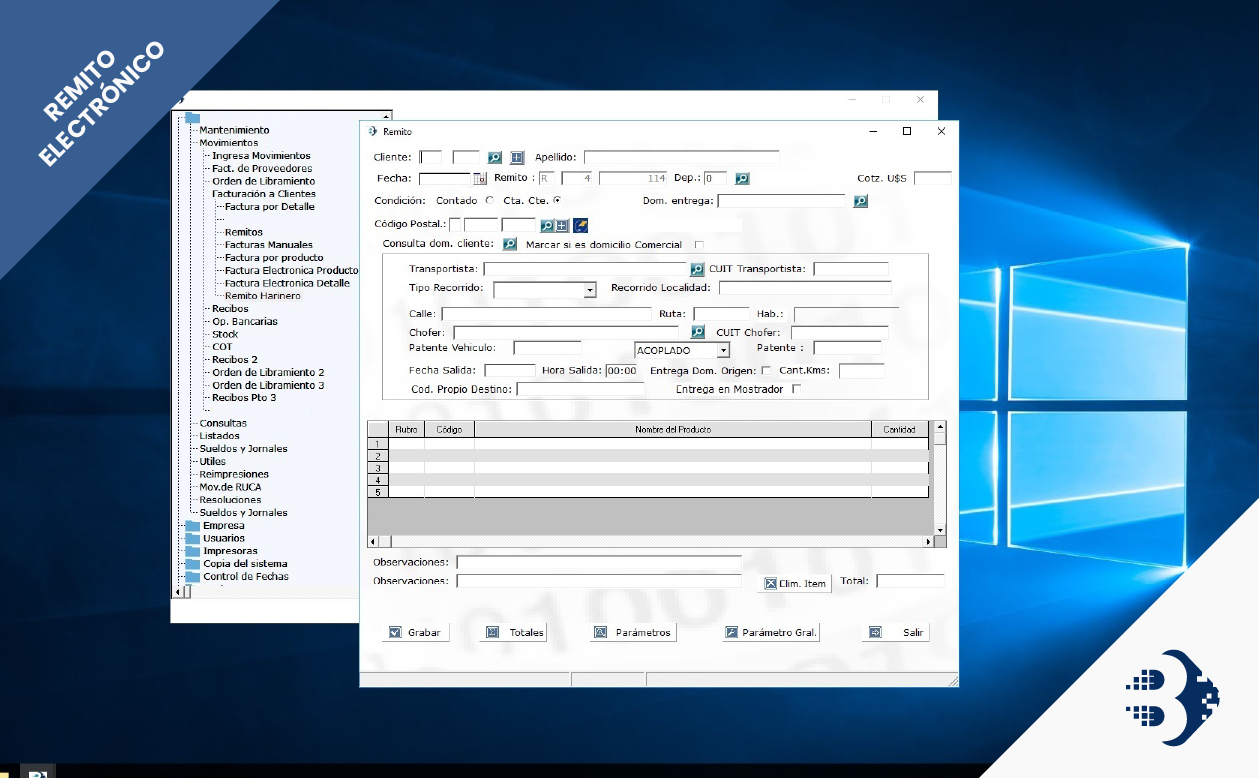 REMITO
ELECTRÓNICO
Mantenimiento
Movimientos
Ingresa Movimientos
Fact. de Proveedores
Orden de Libramiento
Facturación a Clientes
Factura por Detalle
Remitos
Facturas Manuales
Factura por producto
Factura Electronica Producto
Factura Electronica Detalle
Remito Harinero
Recibos
Op. Bancarias
Stock
COT
Recibos 2
Orden de Libramiento 2
Orden de Libramiento 3
Recibos Pto 3
Consultas
Listados
Sueldos y Jornales
Utiles
Reimpresiones
Mov.de RUCA
Resoluciones
Sueldos y Jornales
Empresa
Usuarios
Impresoras
Copia del sistema
Control de Fechas
Remito
Cliente: Apellido:
Fecha: Remito : R 4 114 Dep.: 0 Cotz. U$S
Condición: Contado Cta. Cte. Dom. entrega:
Código Postal.:
Consulta dom. cliente: Marcar si es domicilio Comercial
Transportista: CUIT Transportista:
Tipo Recorrido: Recorrido Localidad:
Calle: Ruta: Hab.:
Chofer: CUIT Chofer:
Patente Vehiculo: ACOPLADO Patente :
Fecha Salida: Hora Salida: 00:00 Entrega Dom. Origen: Cant.Kms:
Cod. Propio Destino: Entrega en Mostrador
Rubro Código Nombre del Producto Cantidad
1
2
3
4
5
Observaciones:
Observaciones: Elim. Item Total:
Grabar Totales Parámetros Parámetro Gral. Salir